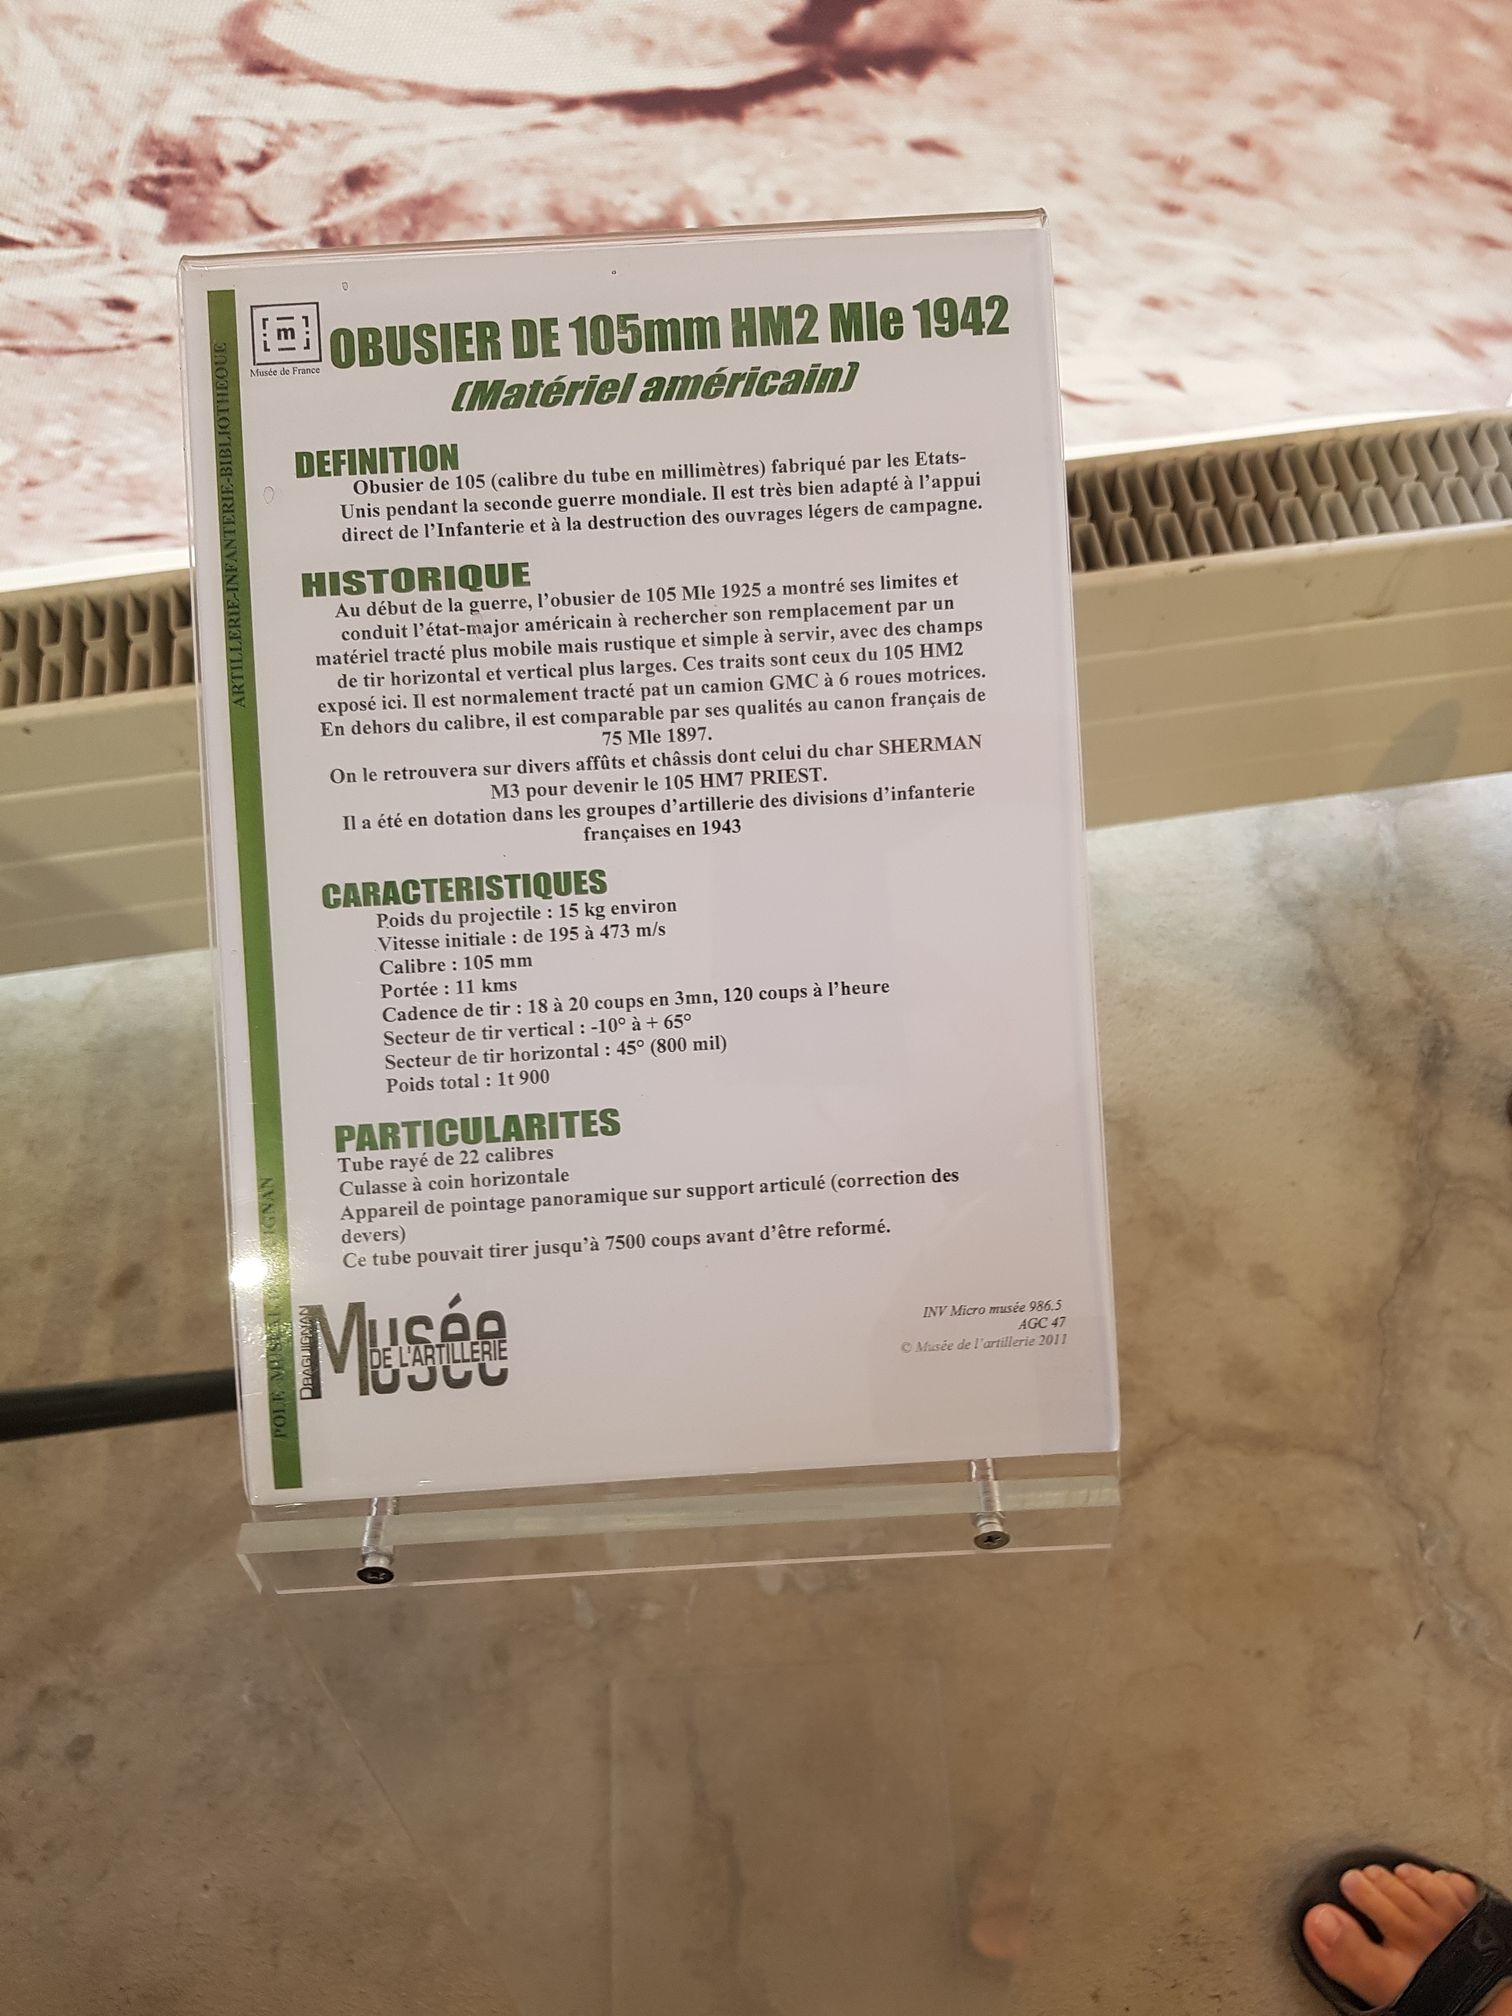 [m]
Musée de France
OBUSIER DE 105mm HM2 Mle 1942
(Matériel américain)
DEFINITION
Obusier de 105 (calibre du tube en millimètres) fabriqué par les Etats-
Unis pendant la seconde guerre mondiale. Il est très bien adapté à l'appui
direct de l'Infanterie et à la destruction des ouvrages légers de campagne.
HISTORIQUE
Au début de la guerre, l'obusier de 105 Mle 1925 a montré ses limites et
conduit l'état-major américain à rechercher son remplacement par un
matériel tracté plus mobile mais rustique et simple à servir, avec des champs
de tir horizontal et vertical plus larges. Ces traits sont ceux du 105 HM2
exposé ici. Il est normalement tracté pat un camion GMC à 6 roues motrices.
En dehors du calibre, il est comparable par ses qualités au canon français de
75 Mle 1897.
On le retrouvera sur divers affûts et châssis dont celui du char SHERMAN
M3 pour devenir le 105 HM7 PRIEST.
Il a été en dotation dans les groupes d'artillerie des divisions d'infanterie
françaises en 1943
CARACTERISTIQUES
Poids du projectile : 15 kg environ
Vitesse initiale : de 195 à 473 m/s
Calibre : 105 mm
Portée : 11 kms
Cadence de tir : 18 à 20 coups en 3mn, 120 coups à l'heure
Secteur de tir vertical : -10° à + 65°
Secteur de tir horizontal : 45° (800 mil)
Poids total : 1t 900
PARTICULARITES
Tube rayé de 22 calibres
Culasse à coin horizontale
Appareil de pointage panoramique sur support articulé (correction des
devers)
Ce tube pouvait tirer jusqu'à 7500 coups avant d'être reformé.
INV Micro musée 986.5
AGC 47
© Musée de l'artillerie 2011
DRAGUIGNAN
Musée
DE L'ARTILLERIE
ARTILLERIE-INFANTERIE-BIBLIOTHEQUE
POLE